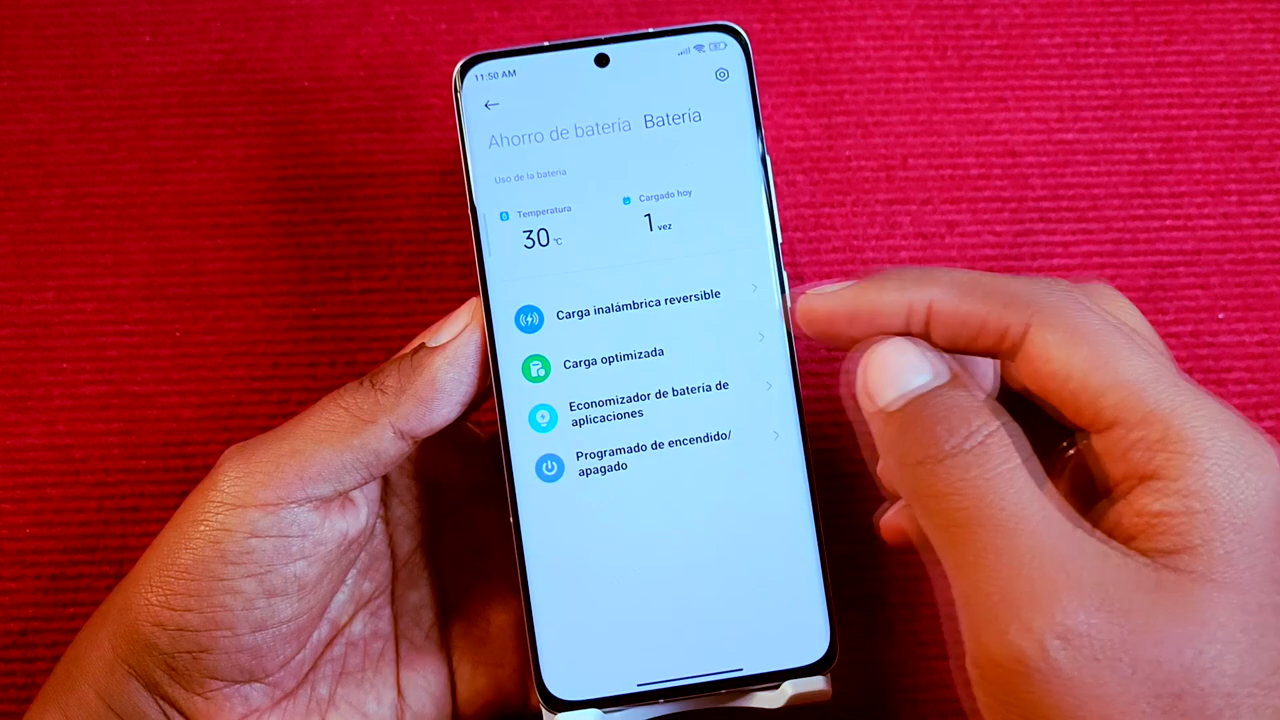 11:50 AM
Ahorro de batería Batería
Uso de la batería
Temperatura
Cargado hoy
30 °C
1 vez
Carga inalámbrica reversible
Carga optimizada
Economizador de batería de
aplicaciones
Programado de encendido/
apagado